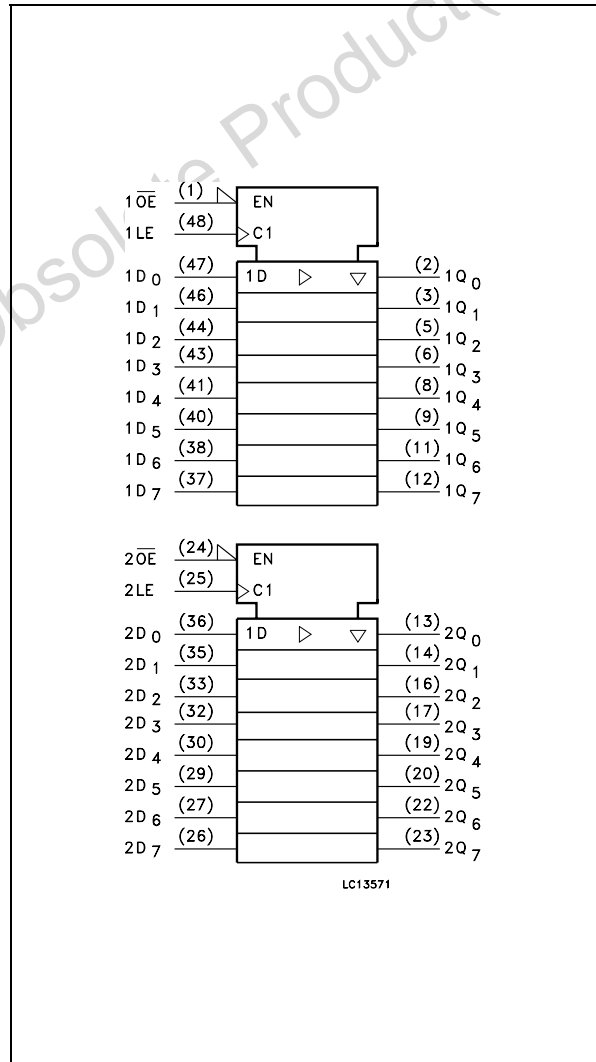 Obsolete Product(
1OE (1) EN
1LE (48) C1
1D0 (47) 1D (2) 1Q0
1D1 (46) (3) 1Q1
1D2 (44) (5) 1Q2
1D3 (43) (6) 1Q3
1D4 (41) (8) 1Q4
1D5 (40) (9) 1Q5
1D6 (38) (11) 1Q6
1D7 (37) (12) 1Q7
2OE (24) EN
2LE (25) C1
2D0 (36) 1D (13) 2Q0
2D1 (35) (14) 2Q1
2D2 (33) (16) 2Q2
2D3 (32) (17) 2Q3
2D4 (30) (19) 2Q4
2D5 (29) (20) 2Q5
2D6 (27) (22) 2Q6
2D7 (26) (23) 2Q7
LC13571